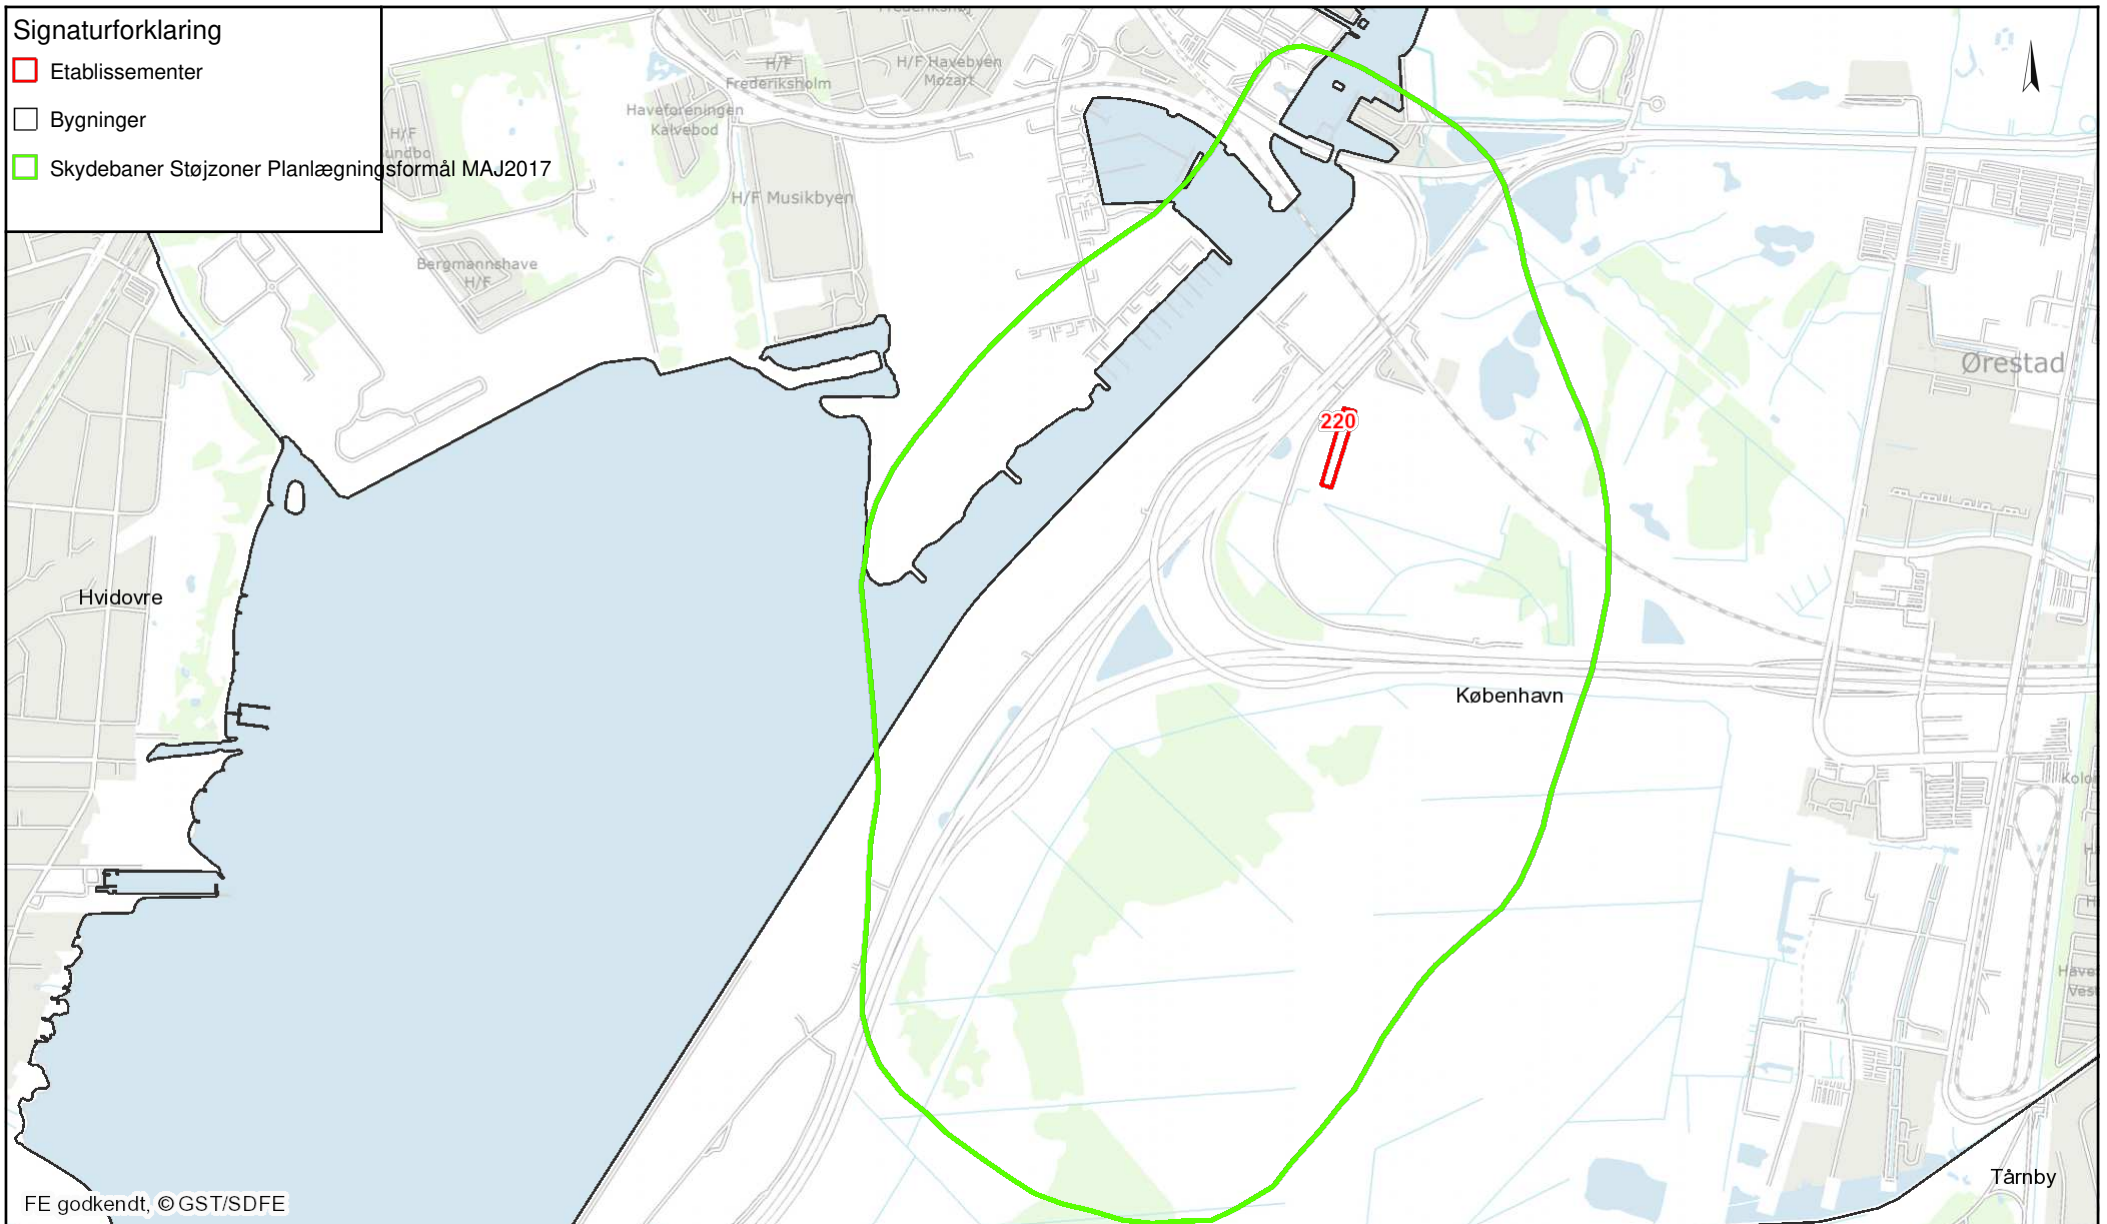 Signaturforklaring
Etablissementer
Bygninger
Skydebaner Støjzoner Planlægningsformål MAJ2017
H/F
Frederiksholm
H/F Havebyen
Mozart
Haveforeningen
Kalvebod
H/F
H/F Musikbyen
Bergmannshave
H/F
Ørestad
220
Hvidovre
København
Tårnby
FE godkendt, © GST/SDFE